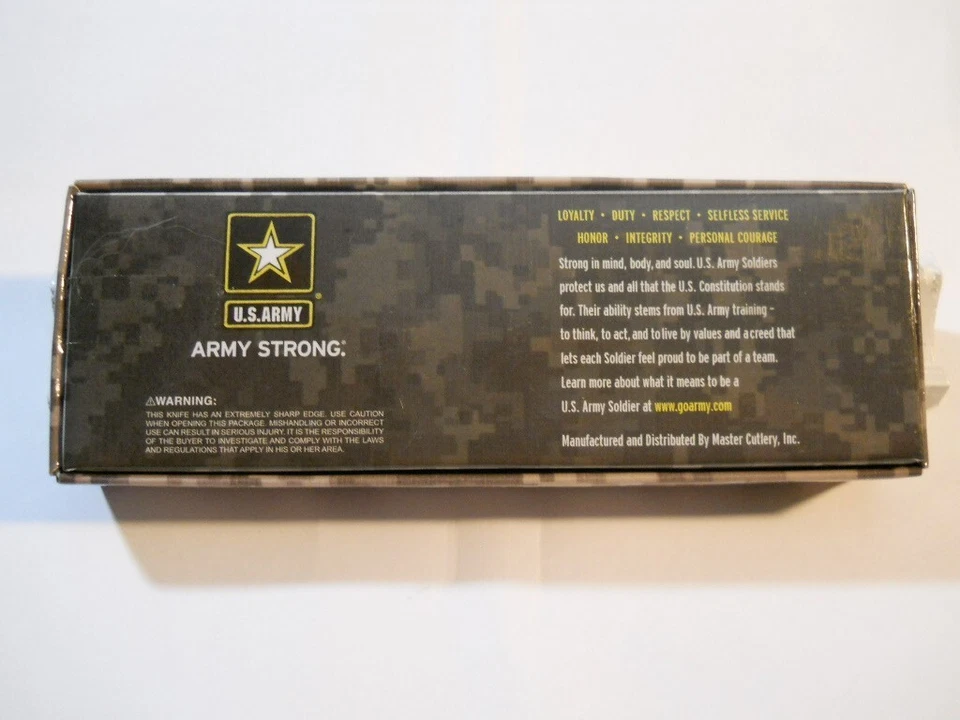 U.S.ARMY
ARMY STRONG.®
⚠WARNING:
THIS KNIFE HAS AN EXTREMELY SHARP EDGE. USE CAUTION
WHEN OPENING THIS PACKAGE. MISHANDLING OR INCORRECT
USE CAN RESULT IN SERIOUS INJURY. IT IS THE RESPONSIBILITY
OF THE BUYER TO INVESTIGATE AND COMPLY WITH THE LAWS
AND REGULATIONS THAT APPLY IN HIS OR HER AREA.
LOYALTY • DUTY • RESPECT • SELFLESS SERVICE
HONOR • INTEGRITY • PERSONAL COURAGE
Strong in mind, body, and soul. U.S. Army Soldiers
protect us and all that the U.S. Constitution stands
for. Their ability stems from U.S. Army training -
to think, to act, and to live by values and a creed that
lets each Soldier feel proud to be part of a team.
Learn more about what it means to be a
U.S. Army Soldier at www.goarmy.com
Manufactured and Distributed By Master Cutlery, Inc.